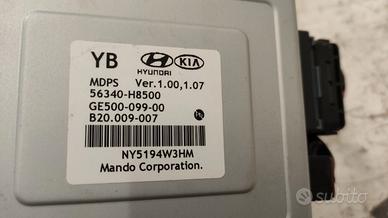 YB
HYUNDAI
KIA
MDPS Ver.1.00,1.07
56340-H8500
GE500-099-00
B20.009-007
NY5194W3HM
Mando Corporation.
subito